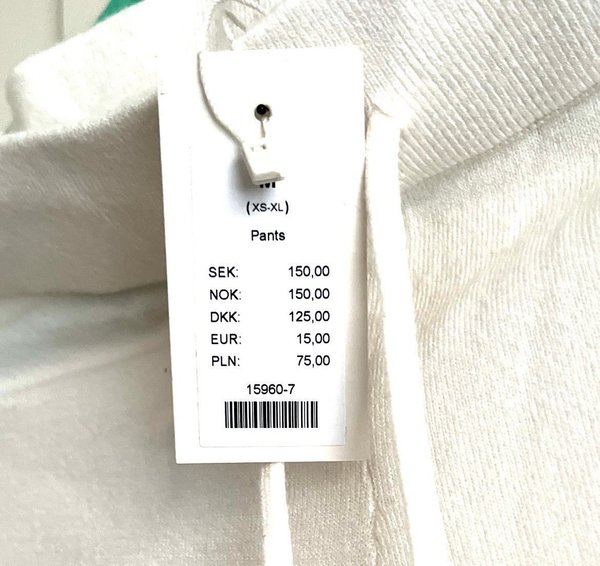 (XS-XL)
Pants
SEK: 150,00
NOK: 150,00
DKK: 125,00
EUR: 15,00
PLN: 75,00
15960-7